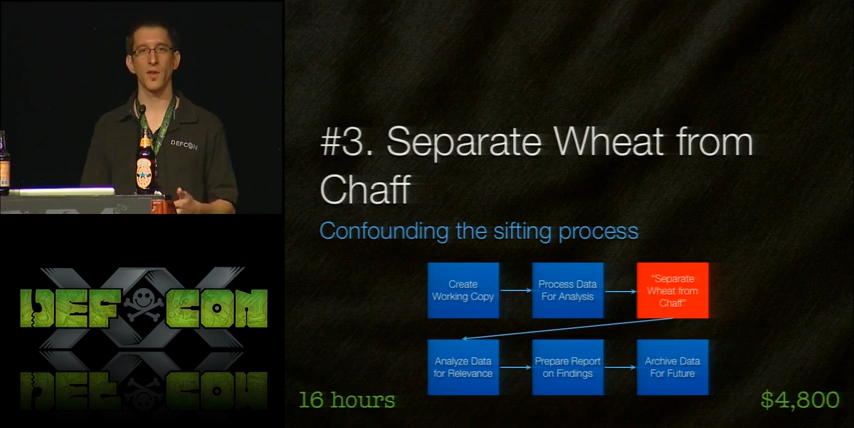 #3. Separate Wheat from
Chaff
Confounding the sifting process
Create
Working Copy
Process Data
For Analysis
"Separate
Wheat from
Chaff"
Analyze Data
for Relevance
Prepare Report
on Findings
Archive Data
For Future
16 hours
$4,800
DEFCON
XX
DEF CON